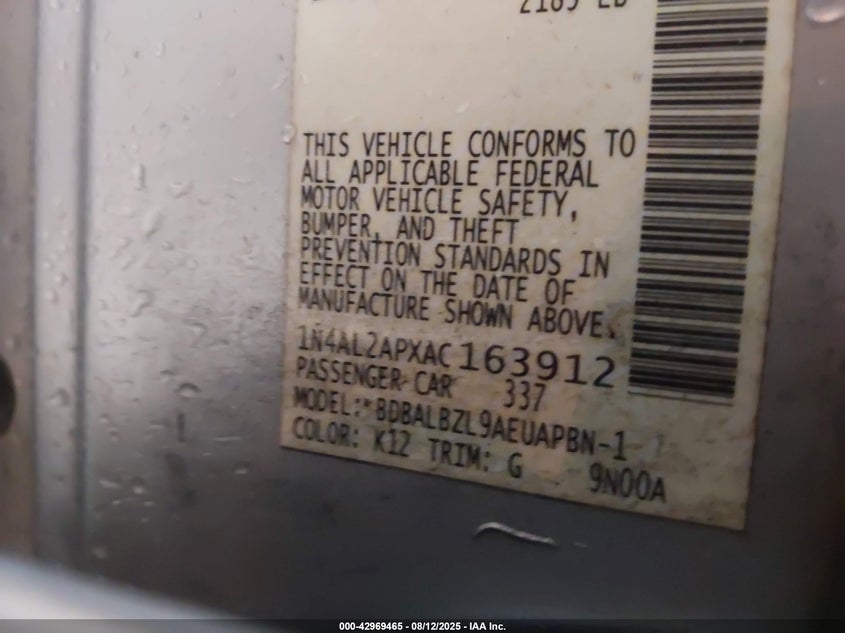 THIS VEHICLE CONFORMS TO
ALL APPLICABLE FEDERAL
MOTOR VEHICLE SAFETY,
BUMPER, AND THEFT
PREVENTION STANDARDS IN
EFFECT ON THE DATE OF
MANUFACTURE SHOWN ABOVE.
1N4AL2APXAC163912
PASSENGER CAR 337
MODEL:*BDBALBZL9AEUAPBN-1
COLOR: K12 TRIM: G 9N00A
000-42969465 - 08/12/2025 - IAA Inc.